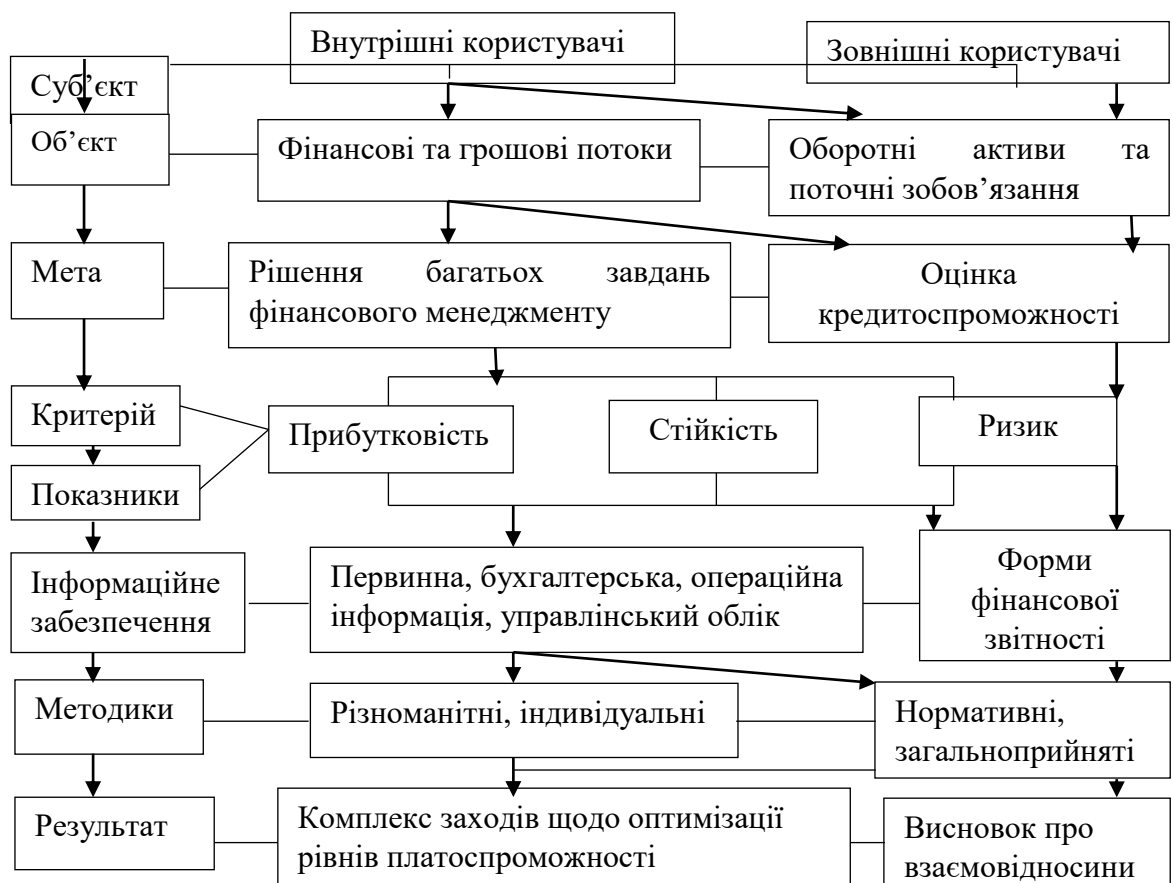 Внутрішні користувачі
Зовнішні користувачі
Суб’єкт
Об’єкт
Фінансові та грошові потоки
Оборотні активи та
поточні зобов’язання
Мета
Рішення багатьох завдань
фінансового менеджменту
Оцінка
кредитоспроможності
Критерій
Прибутковість
Стійкість
Ризик
Показники
Інформаційне
забезпечення
Первинна, бухгалтерська, операційна
інформація, управлінський облік
Форми
фінансової
звітності
Методики
Різноманітні, індивідуальні
Нормативні,
загальноприйняті
Результат
Комплекс заходів щодо оптимізації
рівнів платоспроможності
Висновок про
взаємовідносини